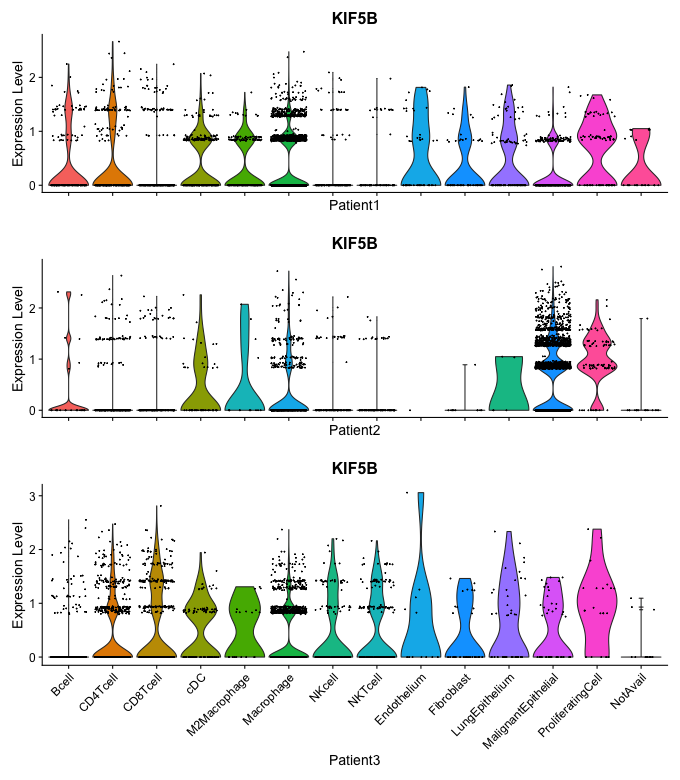 KIF5B
Expression Level
2
1
0
Patient1
KIF5B
Expression Level
2
1
0
Patient2
KIF5B
Expression Level
3
2
1
0
Bcell
CD4Tcell
CD8Tcell
cDC
M2Macrophage
Macrophage
NKcell
NKTcell
Endothelium
Fibroblast
LungEpithelium
MalignantEpithelial
ProliferatingCell
NotAvail
Patient3